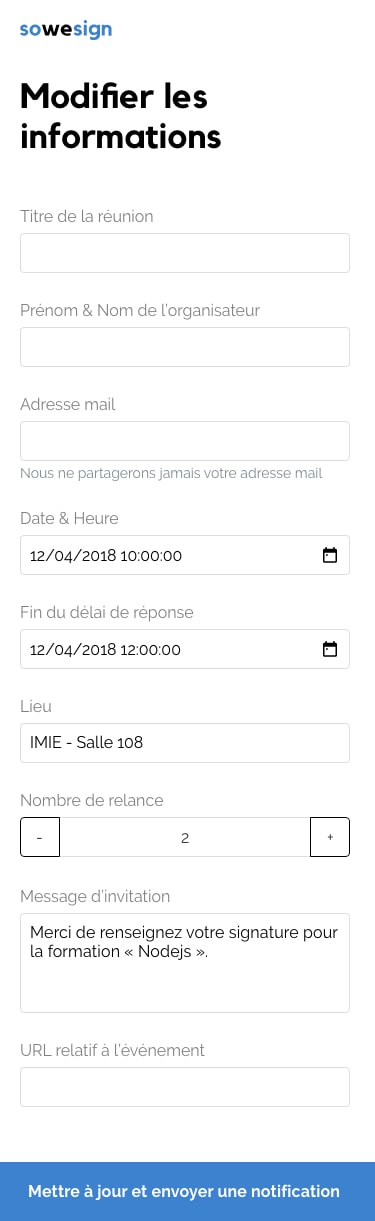 sowesign
Modifier les
informations
Titre de la réunion
Prénom & Nom de l'organisateur
Adresse mail
Nous ne partagerons jamais votre adresse mail
Date & Heure
12/04/2018 10:00:00
Fin du délai de réponse
12/04/2018 12:00:00
Lieu
IMIE - Salle 108
Nombre de relance
- 2 +
Message d'invitation
Merci de renseignez votre signature pour
la formation « Nodejs ».
URL relatif à l'événement
Mettre à jour et envoyer une notification